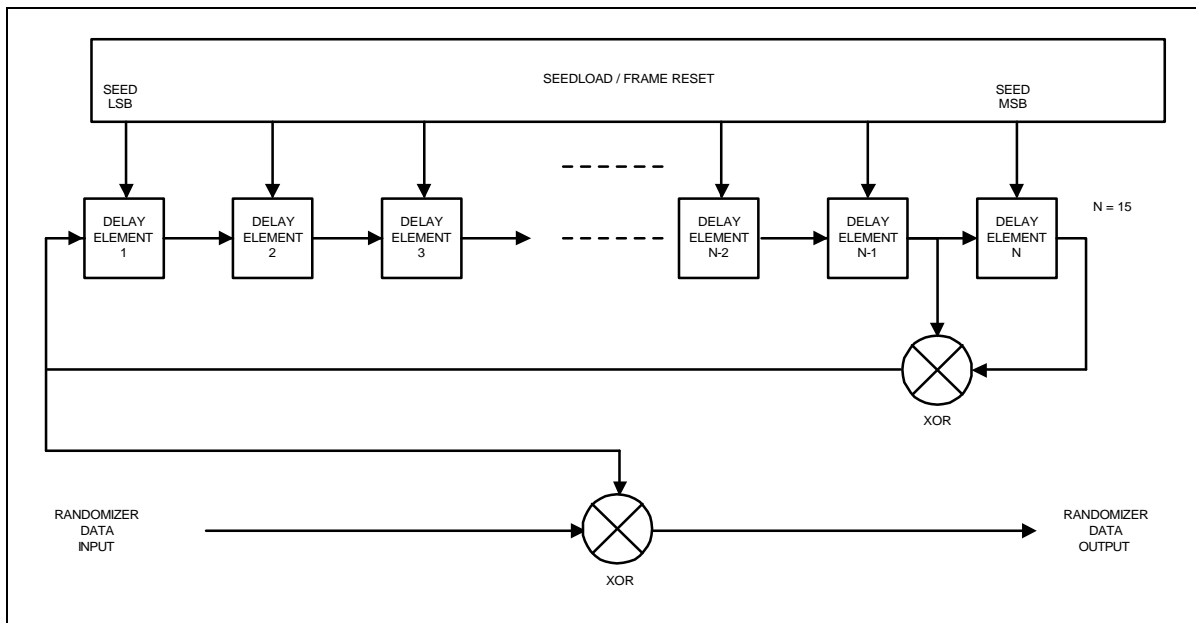 SEEDLOAD / FRAME RESET
SEED
LSB
SEED
MSB
DELAY
ELEMENT
1
DELAY
ELEMENT
2
DELAY
ELEMENT
3
DELAY
ELEMENT
N-2
DELAY
ELEMENT
N-1
DELAY
ELEMENT
N
N = 15
XOR
RANDOMIZER
DATA
INPUT
XOR
RANDOMIZER
DATA
OUTPUT